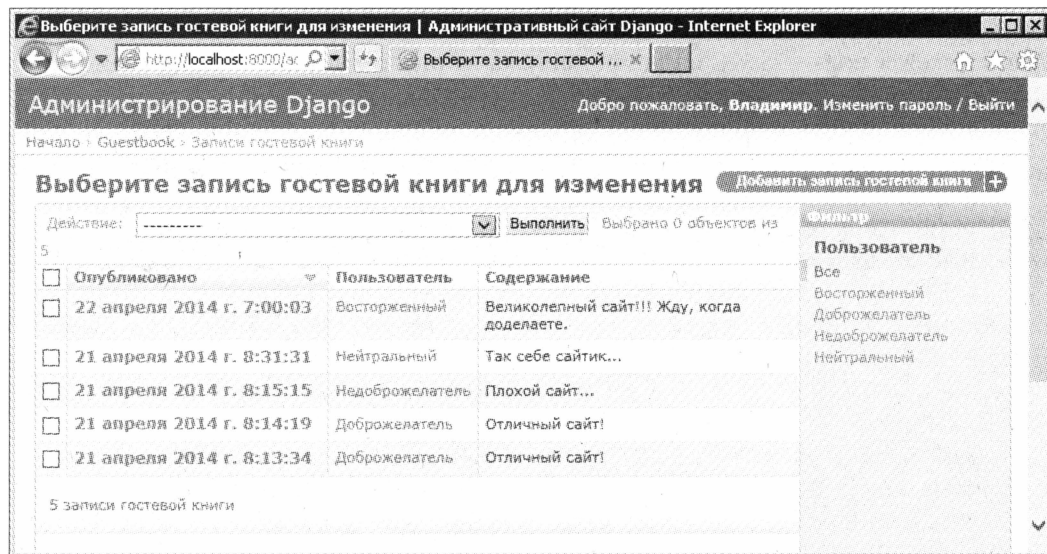 Выберите запись гостевой книги для изменения | Административный сайт Django - Internet Explorer
http://localhost:8000/ac
Выберите запись гостевой ...
Администрирование Django
Добро пожаловать, Владимир. Изменить пароль / Выйти
Начало › Guestbook › Записи гостевой книги
Выберите запись гостевой книги для изменения
Добавить запись гостевой книги
Действие: --------- Выполнить Выбрано 0 объектов из
5
Опубликовано Пользователь Содержание
22 апреля 2014 г. 7:00:03 Восторженный Великолепный сайт!!! Жду, когда
доделаете.
21 апреля 2014 г. 8:31:31 Нейтральный Так себе сайтик...
21 апреля 2014 г. 8:15:15 Недоброжелатель Плохой сайт...
21 апреля 2014 г. 8:14:19 Доброжелатель Отличный сайт!
21 апреля 2014 г. 8:13:34 Доброжелатель Отличный сайт!
5 записи гостевой книги
Фильтр
Пользователь
Все
Восторженный
Доброжелатель
Недоброжелатель
Нейтральный